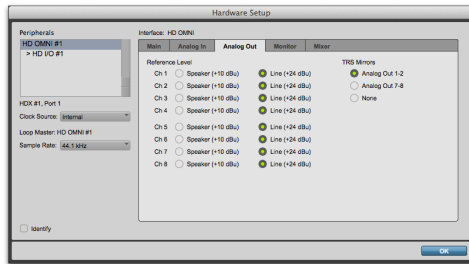 Hardware Setup
Peripherals
HD OMNI #1
> HD I/O #1
HDX #1, Port 1
Clock Source: Internal
Loop Master: HD OMNI #1
Sample Rate: 44.1 kHz
Identify
Interface: HD OMNI
Main Analog In Analog Out Monitor Mixer
Reference Level TRS Mirrors
Ch 1 Speaker (+10 dBu) Line (+24 dBu) Analog Out 1-2
Ch 2 Speaker (+10 dBu) Line (+24 dBu) Analog Out 7-8
Ch 3 Speaker (+10 dBu) Line (+24 dBu) None
Ch 4 Speaker (+10 dBu) Line (+24 dBu)
Ch 5 Speaker (+10 dBu) Line (+24 dBu)
Ch 6 Speaker (+10 dBu) Line (+24 dBu)
Ch 7 Speaker (+10 dBu) Line (+24 dBu)
Ch 8 Speaker (+10 dBu) Line (+24 dBu)
OK